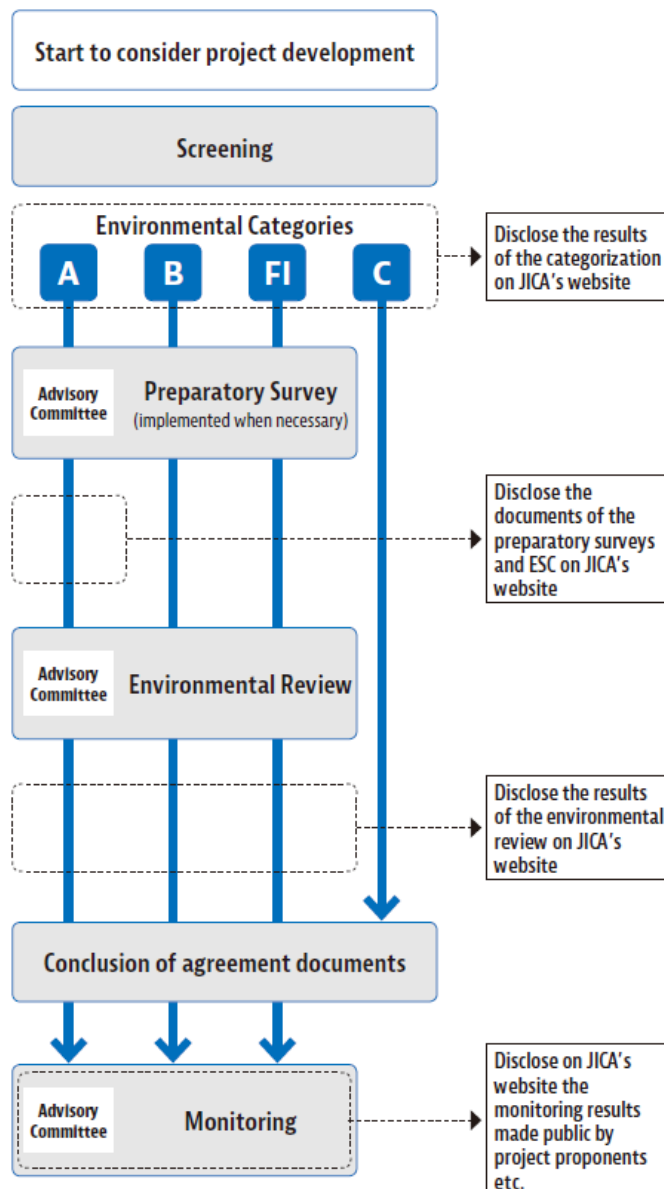 Start to consider project development
Screening
Environmental Categories
A
B
FI
C
Disclose the results
of the categorization
on JICA's website
Advisory
Committee
Preparatory Survey
(implemented when necessary)
Disclose the
documents of the
preparatory surveys
and ESC on JICA's
website
Advisory
Committee
Environmental Review
Disclose the results
of the environmental
review on JICA's
website
Conclusion of agreement documents
Advisory
Committee
Monitoring
Disclose on JICA's
website the
monitoring results
made public by
project proponents
etc.